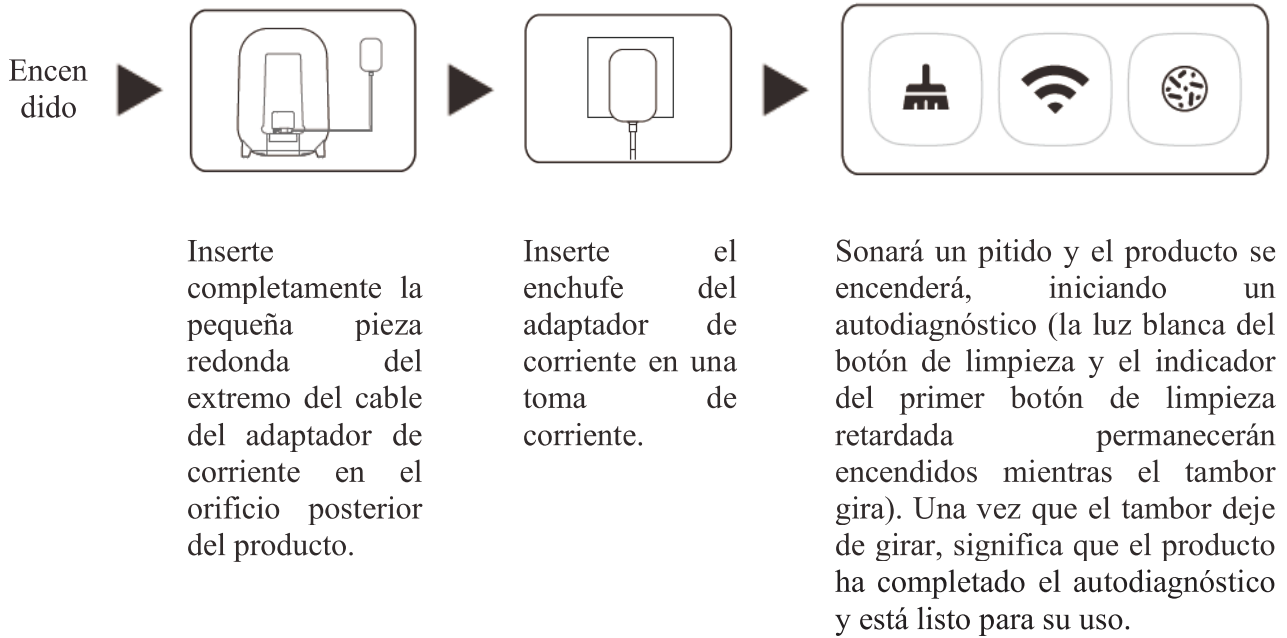 Encen
dido
Inserte
completamente la
pequeña pieza
redonda del
extremo del cable
del adaptador de
corriente en el
orificio posterior
del producto.
Inserte el
enchufe del
adaptador de
corriente en una
toma de
corriente.
Sonará un pitido y el producto se
encenderá, iniciando un
autodiagnóstico (la luz blanca del
botón de limpieza y el indicador
del primer botón de limpieza
retardada permanecerán
encendidos mientras el tambor
gira). Una vez que el tambor deje
de girar, significa que el producto
ha completado el autodiagnóstico
y está listo para su uso.